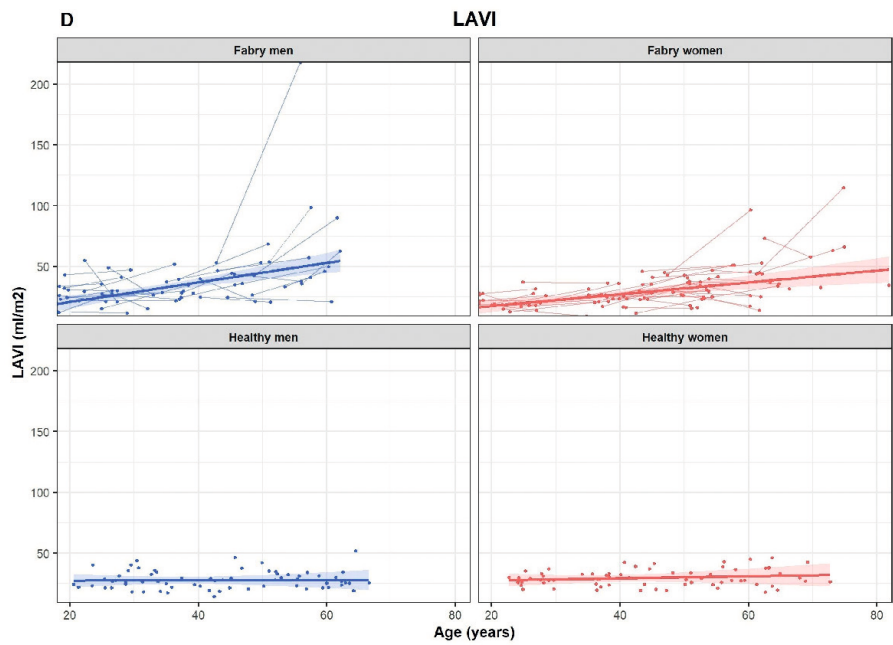 D
LAVI
Fabry men
Fabry women
200
150
100
50
Healthy men
Healthy women
200
150
100
50
LAVI (ml/m2)
20
40
60
80
20
40
60
80
Age (years)